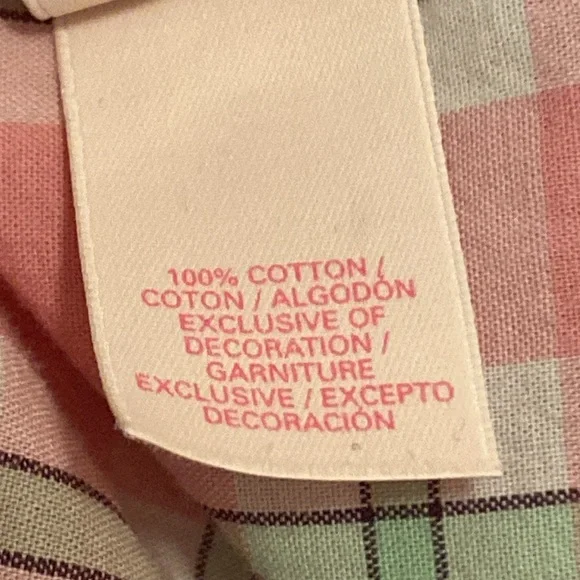 100% COTTON /
COTON / ALGODÓN
EXCLUSIVE OF
DECORATION /
GARNITURE
EXCLUSIVE / EXCEPTO
DECORACIÓN